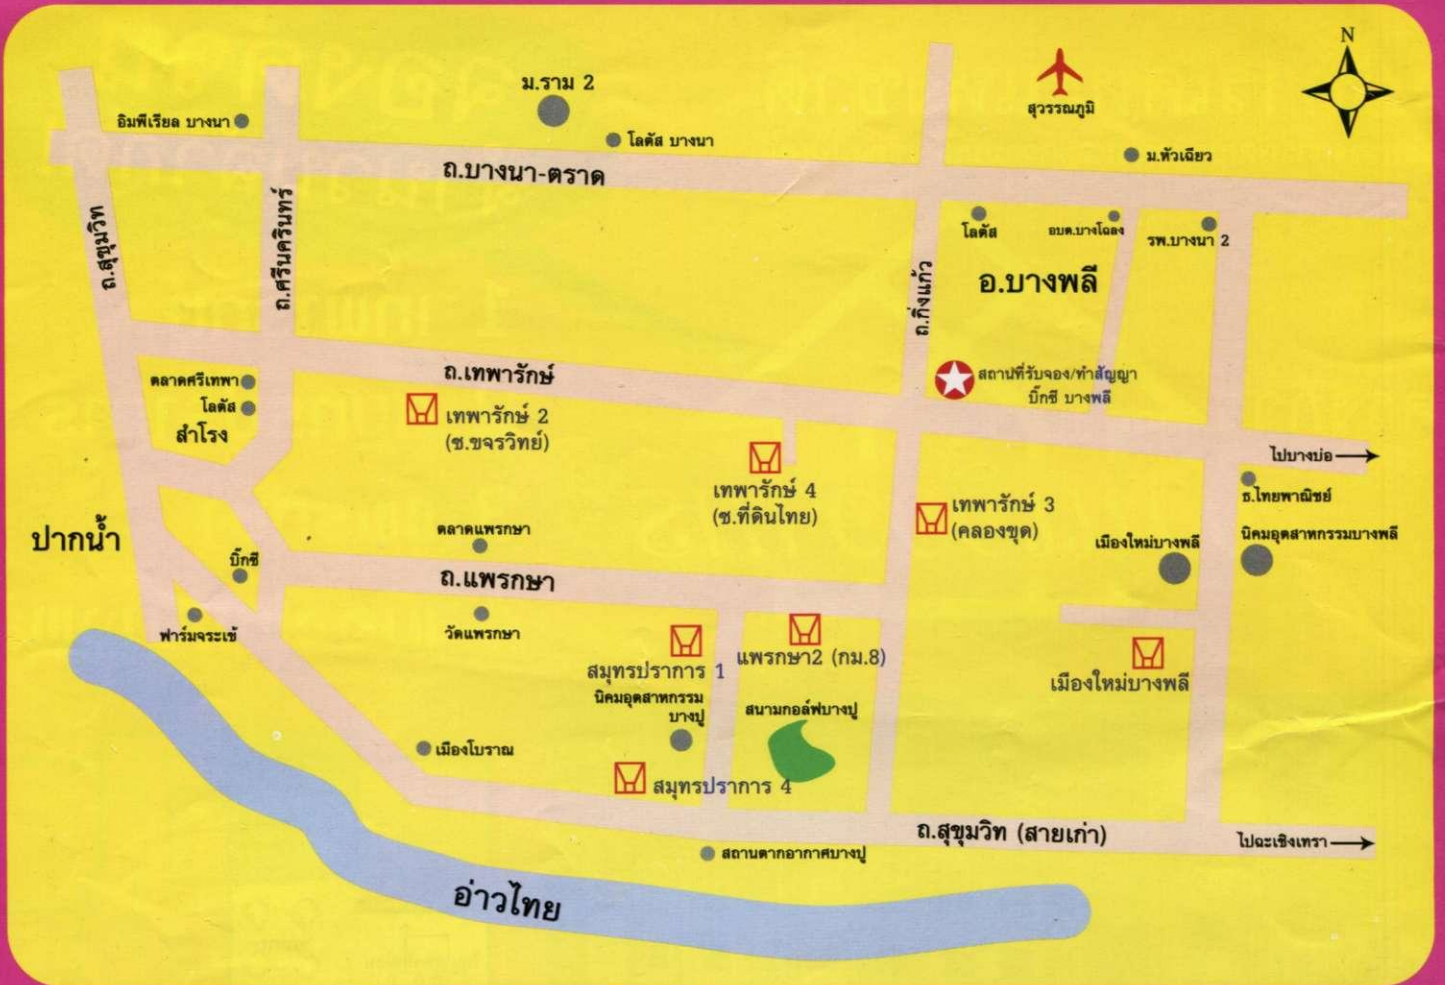 N
ม.ราม 2
สุวรรณภูมิ
อิมพีเรียล บางนา
โลตัส บางนา
ม.หัวเฉียว
ถ.บางนา-ตราด
ถ.สุขุมวิท
ถ.ศรีนครินทร์
ถ.กิ่งแก้ว
โลตัส
อบต.บางโฉลง
รพ.บางนา 2
อ.บางพลี
ถ.เทพารักษ์
ตลาดศรีเทพา
โลตัส
สำโรง
สถานที่รับจอง/ทำสัญญา
บิ๊กซี บางพลี
เทพารักษ์ 2
(ซ.ขจรวิทย์)
ไปบางบ่อ
เทพารักษ์ 4
(ซ.ที่ดินไทย)
เทพารักษ์ 3
(คลองขุด)
ธ.ไทยพาณิชย์
ปากน้ำ
ตลาดแพรกษา
เมืองใหม่บางพลี
นิคมอุตสาหกรรมบางพลี
บิ๊กซี
ถ.แพรกษา
ฟาร์มจระเข้
วัดแพรกษา
สมุทรปราการ 1
แพรกษา2 (กม.8)
เมืองใหม่บางพลี
นิคมอุตสาหกรรม
บางปู
สนามกอล์ฟบางปู
เมืองโบราณ
สมุทรปราการ 4
ถ.สุขุมวิท (สายเก่า)
ไปฉะเชิงเทรา
สถานตากอากาศบางปู
อ่าวไทย